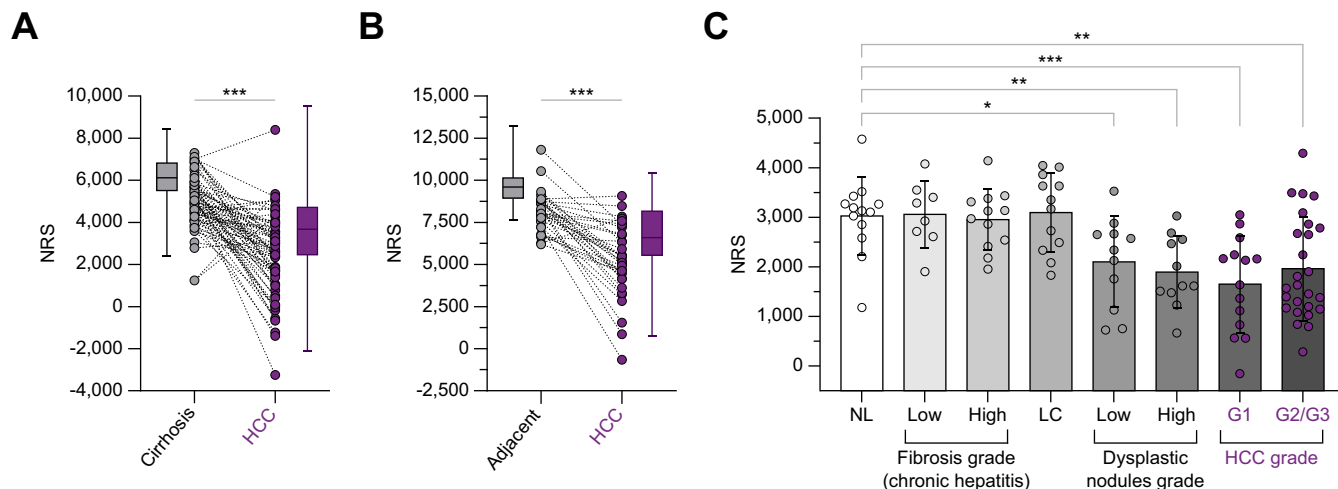 A
***
10,000
8,000
6,000
4,000
2,000
0
-2,000
-4,000
NRS
Cirrhosis
HCC
B
***
15,000
12,500
10,000
7,500
5,000
2,500
0
-2,500
NRS
Adjacent
HCC
C
**
***
**
*
5,000
4,000
3,000
2,000
1,000
0
NRS
NL
Low
High
LC
Low
High
G1
G2/G3
Fibrosis grade
(chronic hepatitis)
Dysplastic
nodules grade
HCC grade